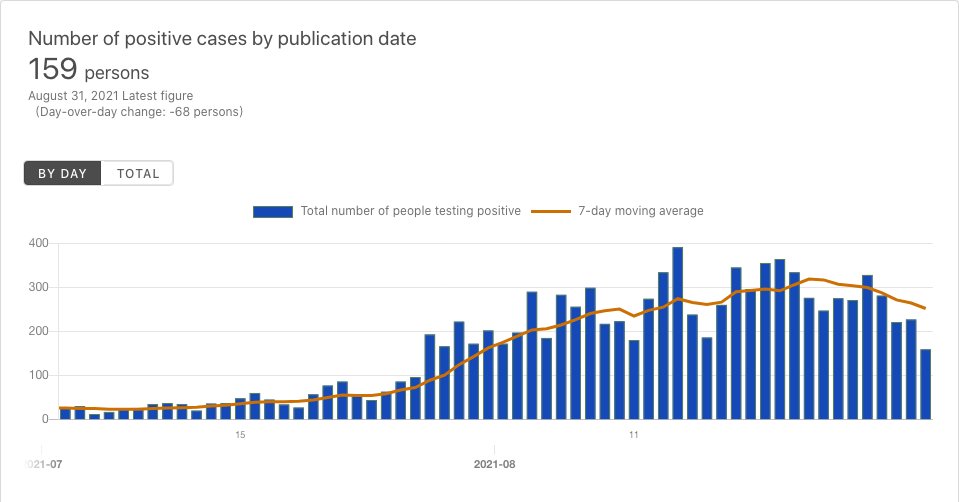 Number of positive cases by publication date
159 persons
August 31, 2021 Latest figure
(Day-over-day change: -68 persons)
BY DAY TOTAL
Total number of people testing positive 7-day moving average
400
300
200
100
0
15 11
021-07 2021-08